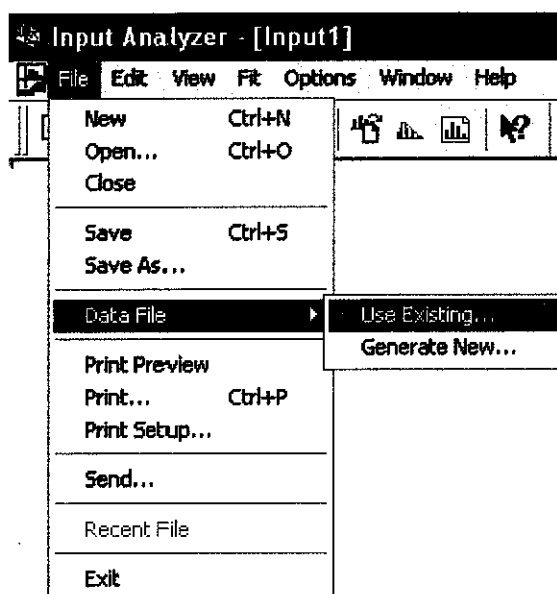 Input Analyzer - [Input1]
File Edit View Fit Options Window Help
New Ctrl+N
Open... Ctrl+O
Close
Save Ctrl+S
Save As...
Data File
Use Existing...
Generate New...
Print Preview
Print... Ctrl+P
Print Setup...
Send...
Recent File
Exit